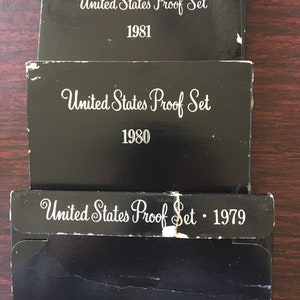 United States Proof Set
1981
United States Proof Set
1980
United States Proof Set · 1979